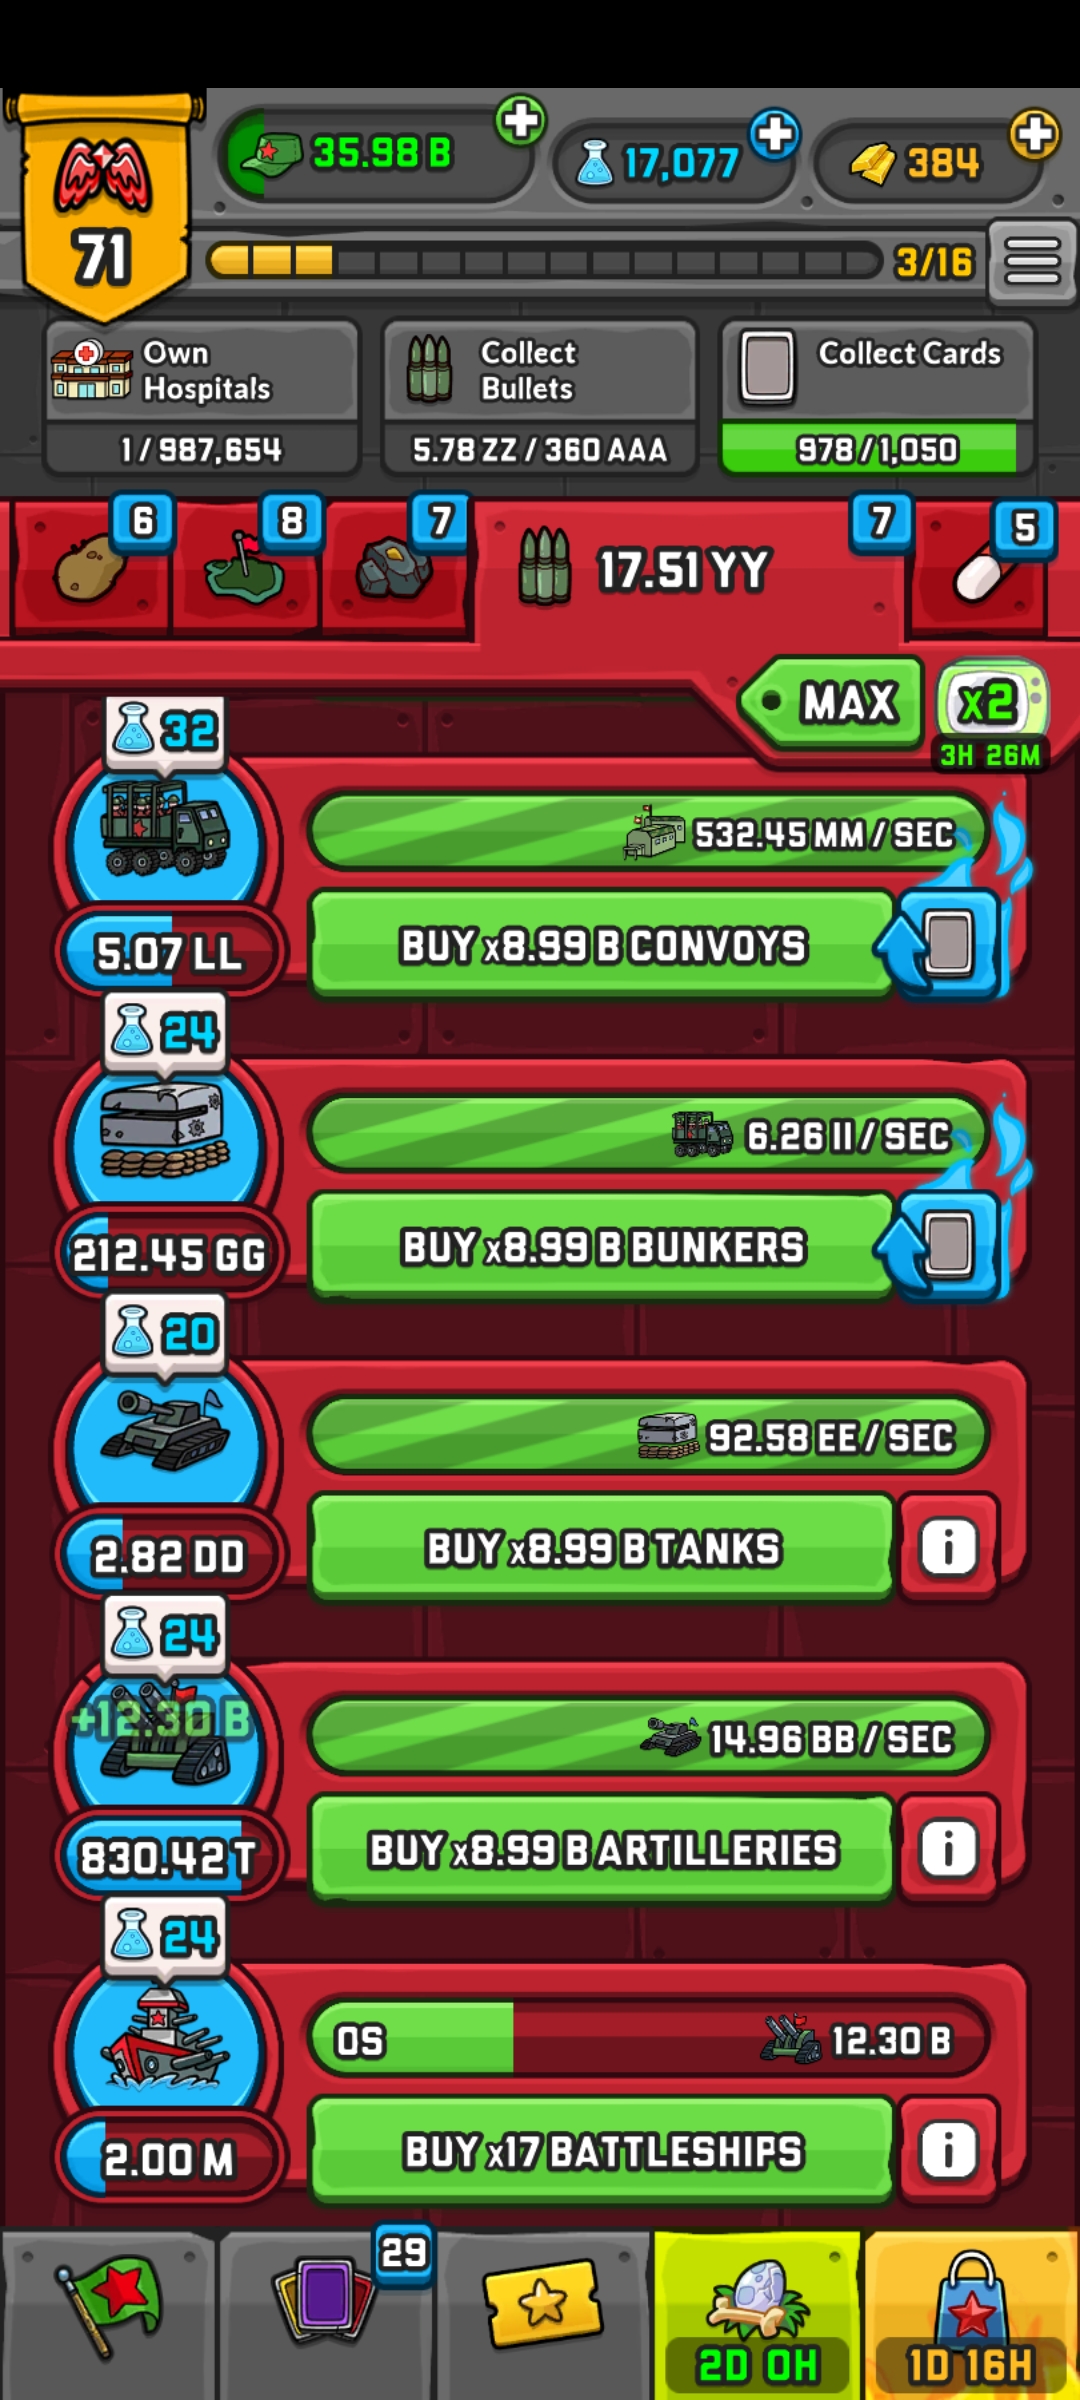 35.98 B
17,077
384
71
3/16
Own
Hospitals
1/987,654
Collect
Bullets
5.78 ZZ / 360 AAA
Collect Cards
978/1,050
6
8
7
17.51 YY
7
5
MAX
x2
3H 26M
32
532.45 MM / SEC
BUY x8.99 B CONVOYS
5.07 LL
24
6.26 II / SEC
BUY x8.99 B BUNKERS
212.45 GG
20
92.58 EE / SEC
BUY x8.99 B TANKS
i
2.82 DD
24
+12.30 B
14.96 BB / SEC
BUY x8.99 B ARTILLERIES
i
830.42 T
24
0S
12.30 B
BUY x17 BATTLESHIPS
i
2.00 M
29
2D 0H
1D 16H